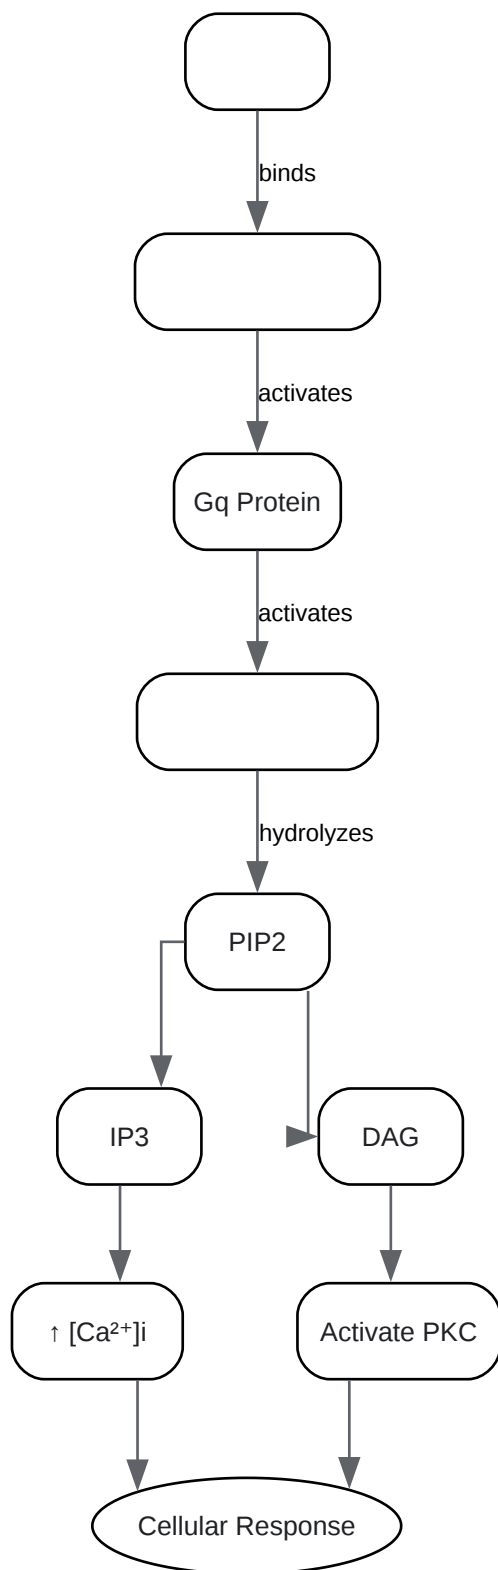 binds
activates
Gq Protein
activates
hydrolyzes
PIP2
IP3
DAG
↑ [Ca²⁺]i
Activate PKC
Cellular Response